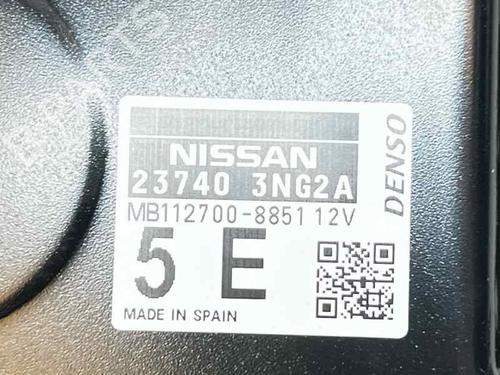 NISSAN
23740 3NG2A
MB112700-8851 12V
5 E
MADE IN SPAIN
DENSO